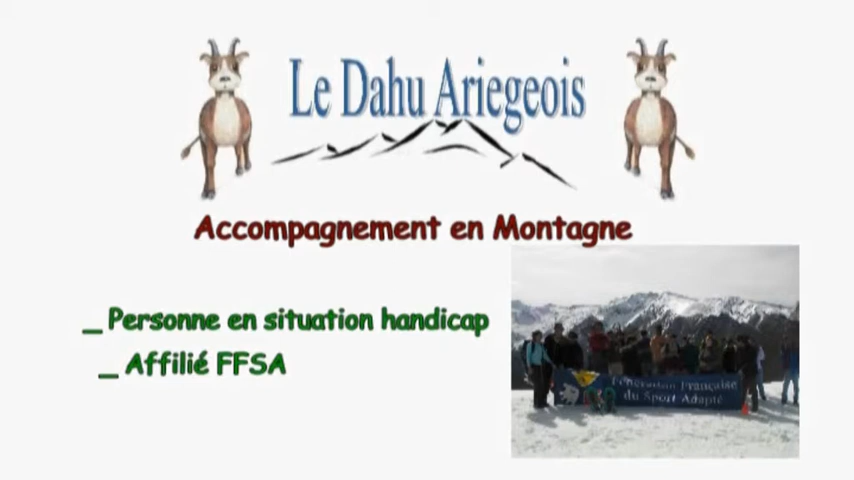 Le Dahu Ariegeois
Accompagnement en Montagne
_ Personne en situation handicap
_ Affilié FFSA
Fédération Française
du Sport Adapté